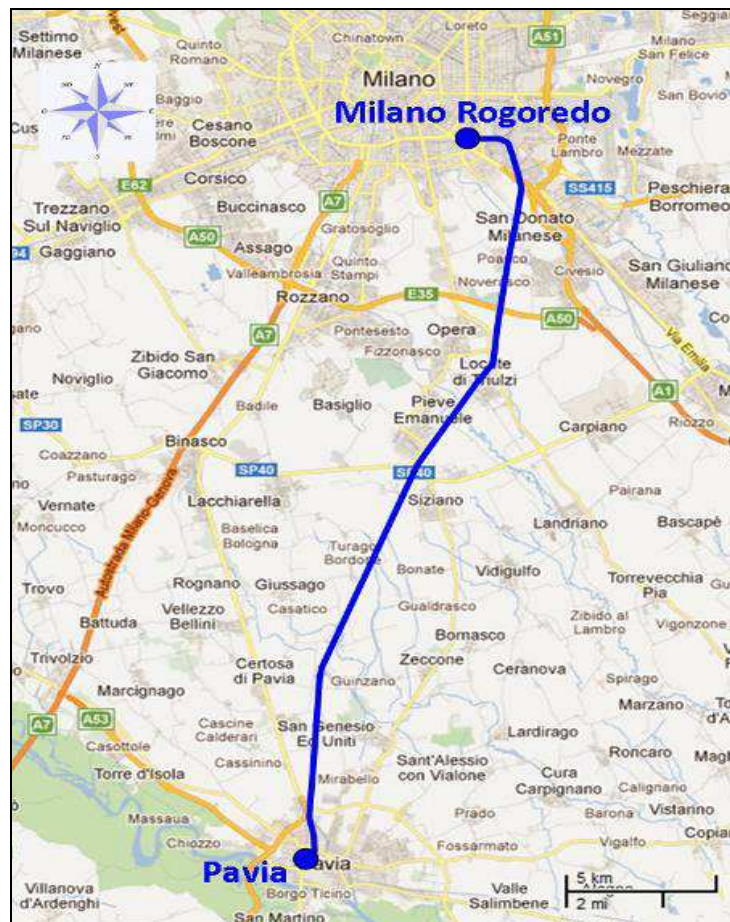 Settimo
Milanese
Quinto
Romano
Chinatown
Loreto
A51
Segg
Milano
San Felice
Milano
Novegro
San Bovio
Baggio
Milano Rogoredo
Cesano
Boscone
Ponte
Lambro
Mezzate
Corsico
E62
Trezzano
Sul Naviglio
Buccinasco
A7
SS415
Peschiera
Borromeo
Gaggiano
A50
Assago
Gratosoglio
San Donato
Milanese
Valleambrosia
Quinto
Stampi
Poasco
Noverasco
Civesio
San Giuliano
Milanese
Rozzano
E35
A7
Pontesesto
Opera
A50
Fizzonasco
Via Emilia
Zibido San
Giacomo
Locate
di Triulzi
Noviglio
Badile
Basiglio
Pieve
Emanuele
A1
SP30
Carpiano
Riozzo
Coazzano
Binasco
Pasturago
SP40
SP40
Vernate
Lacchiarella
Siziano
Pairana
Moncucco
Autostrada Milano-Genova
Baselica
Bologna
Landriano
Bascapè
Turago
Bordone
Trovo
Rognano
Giussago
Bonate
Vidigulfo
Torrevecchia
Pia
Battuda
Vellezzo
Bellini
Casatico
Gualdrasco
Zibido al
Lambro
Vigonzone
Bornasco
Trivolzio
Certosa
di Pavia
Zeccone
Ceranova
Marcignago
Guinzano
Spirago
Marzano
A7
A53
Cascine
Calderari
San Genesio
Ed Uniti
Lardirago
Casottole
Cassinino
Roncaro
Torre d'Isola
Mirabello
Sant'Alessio
con Vialone
Cura
Carpignano
Calignano
Massaua
Prado
Barona
Vistarino
Chiozzo
Fossarmato
Vigalfo
Copian
Pavia
avia
5 km
2 mi
Villanova
d'Ardenghi
Borgo Ticino
Valle
Salimbene
San Martino